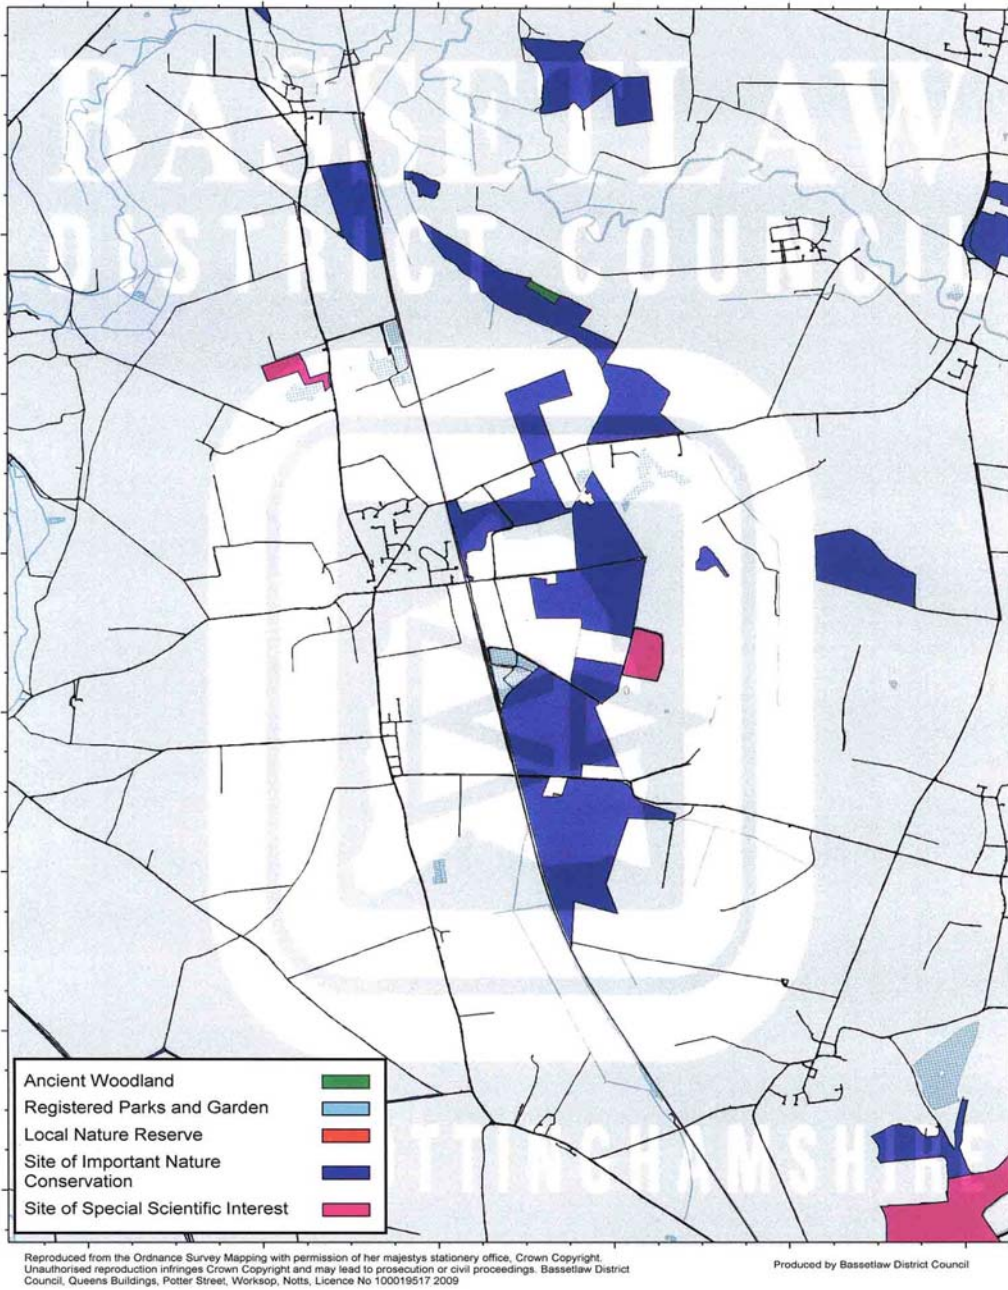 BASSETLAW
DISTRICT COUNCIL
Ancient Woodland
Registered Parks and Garden
Local Nature Reserve
Site of Important Nature
Conservation
Site of Special Scientific Interest
OTTINGHAMSHIRE
Reproduced from the Ordnance Survey Mapping with permission of her majestys stationery office, Crown Copyright.
Unauthorised reproduction infringes Crown Copyright and may lead to prosecution or civil proceedings. Bassetlaw District
Council, Queens Buildings, Potter Street, Worksop, Notts, Licence No 100019517 2009
Produced by Bassetlaw District Council